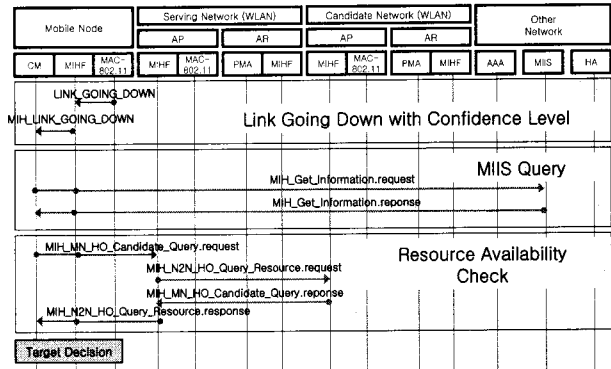 Mobile Node
Serving Network (WLAN)
Candidate Network (WLAN)
Other Network
AP
AR
AP
AR
CM
MIHF
MAC-802.11
MIHF
MAC-802.11
PMA
MIHF
MIHF
MAC-802.11
PMA
MIHF
AAA
MIIS
HA
LINK_GOING_DOWN
MIH_LINK_GOING_DOWN
Link Going Down with Confidence Level
MIIS Query
MIH_Get_Information.request
MIH_Get_Information.reponse
MIH_MN_HO_Candidate_Query.request
Resource Availability
Check
MIH_N2N_HO_Query_Resource.request
MIH_MN_HO_Candidate_Query.reponse
MIH_N2N_HO_Query_Resource.response
Target Decision